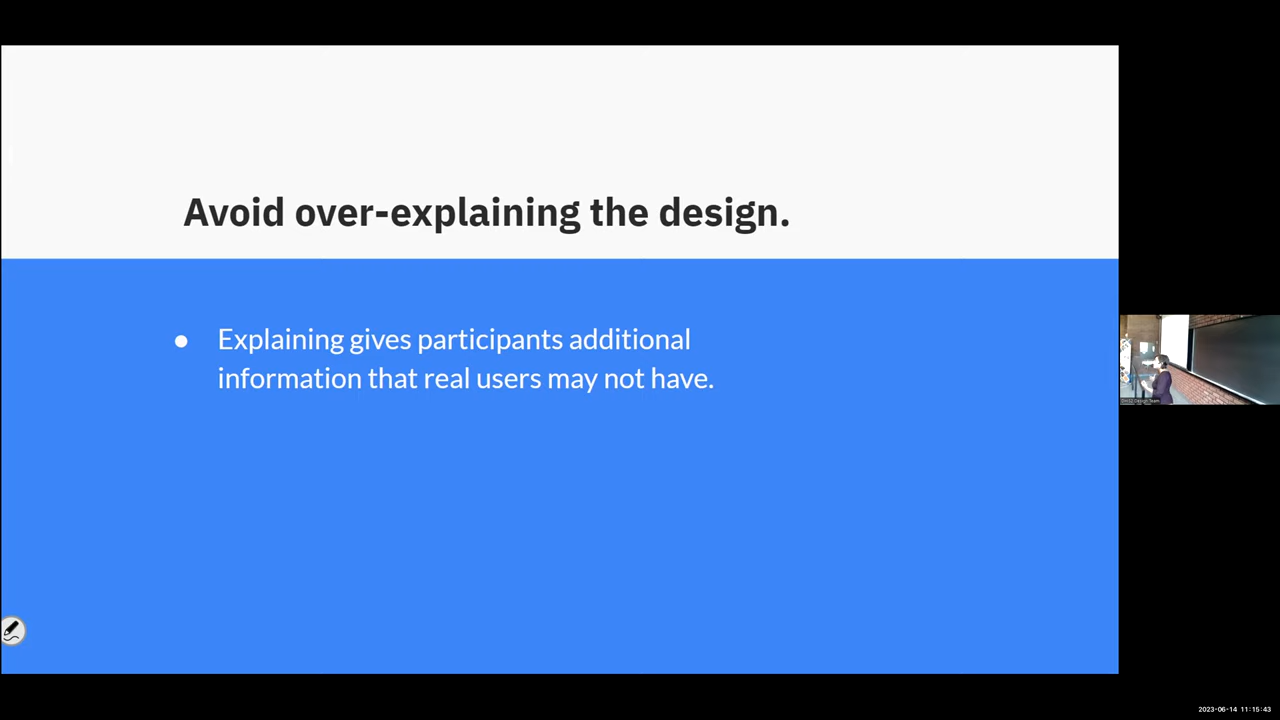 Avoid over-explaining the design.
● Explaining gives participants additional
information that real users may not have.
2023-06-14 11:15:43